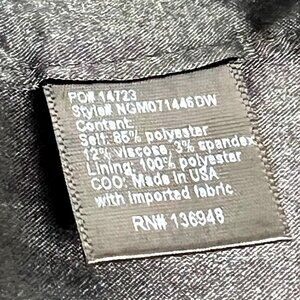 PO# 14723
Style# NGM071446DW
Content:
Self: 85% polyester
12% viscose 3% spandex
Lining: 100% polyester
COO: Made in USA
with imported fabric
RN# 136948